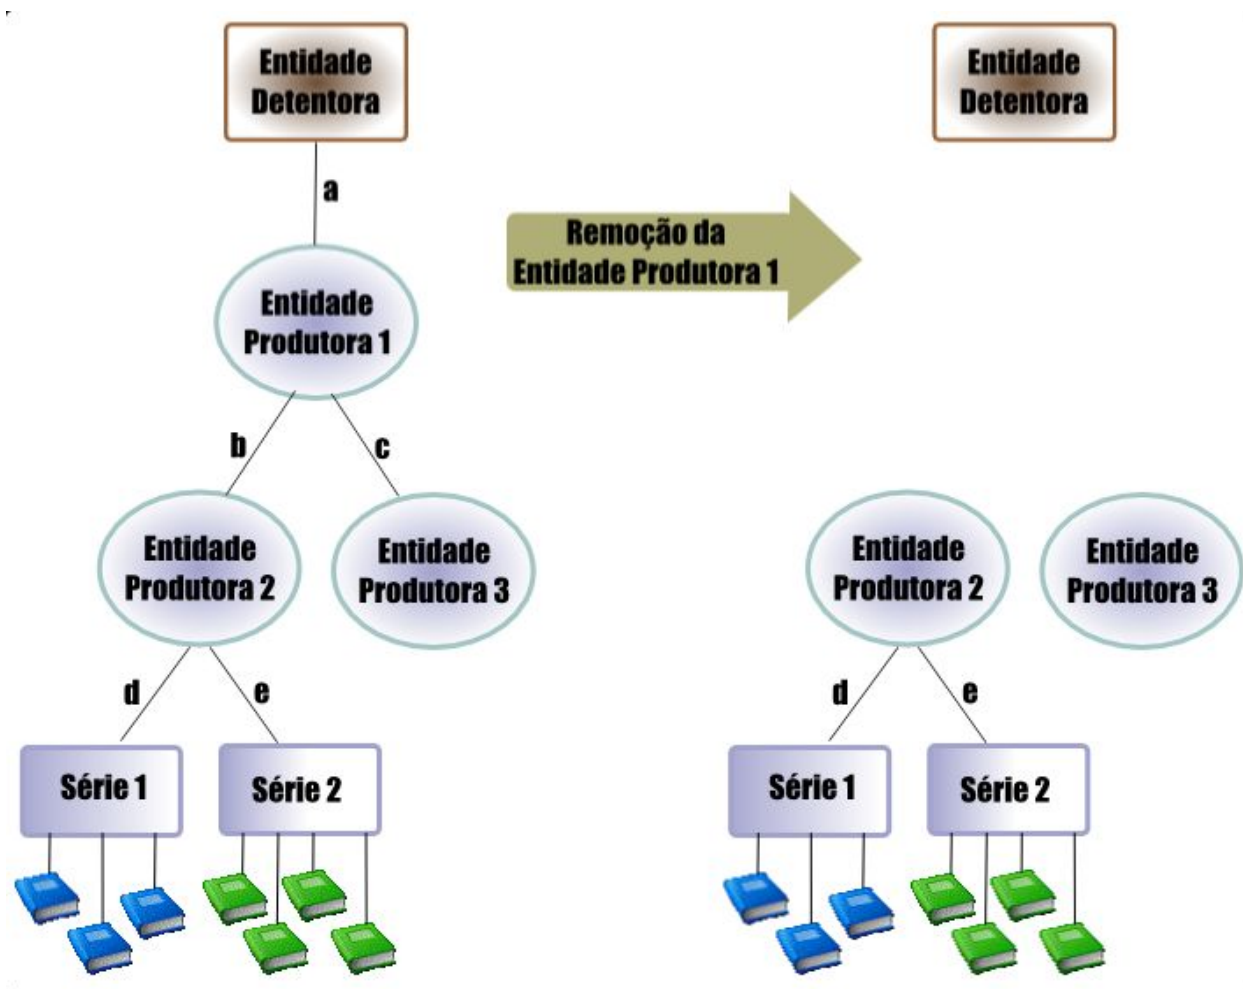 Entidade
Detentora
a
Entidade
Produtora 1
b
c
Entidade
Produtora 2
Entidade
Produtora 3
d
e
Série 1
Série 2
Remoção da
Entidade Produtora 1
Entidade
Detentora
Entidade
Produtora 2
Entidade
Produtora 3
d
e
Série 1
Série 2